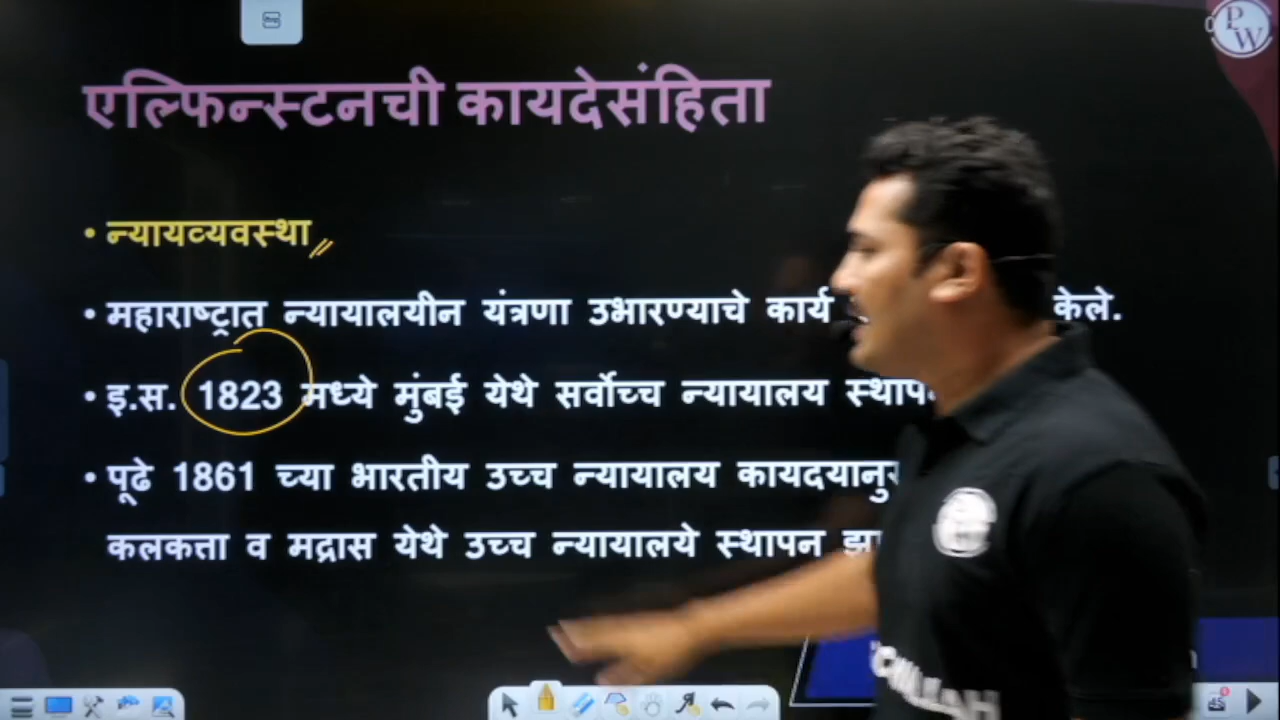 PW
एल्फिन्स्टनची कायदेसंहिता
• न्यायव्यवस्था
• महाराष्ट्रात न्यायालयीन यंत्रणा उभारण्याचे कार्य केले.
• इ.स. 1823 मध्ये मुंबई येथे सर्वोच्च न्यायालय
• पूढे 1861 च्या भारतीय उच्च न्यायालय
कलकत्ता व मद्रास येथे उच्च न्यायालये स्थापन